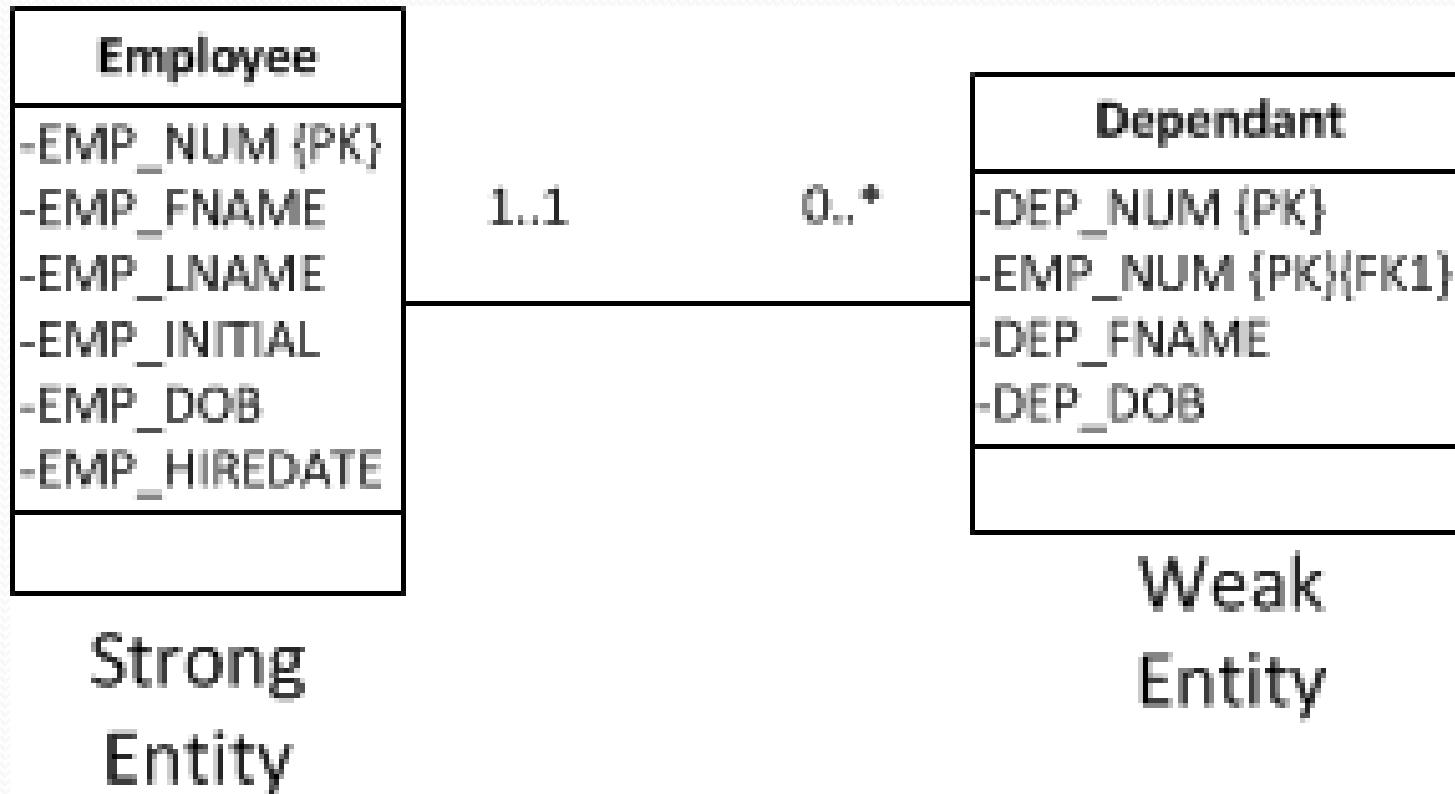 Employee
-EMP_NUM {PK}
-EMP_FNAME
-EMP_LNAME
-EMP_INITIAL
-EMP_DOB
-EMP_HIREDATE
1..1
0..*
Dependant
-DEP_NUM {PK}
-EMP_NUM {PK}{FK1}
-DEP_FNAME
-DEP_DOB
Strong
Entity
Weak
Entity